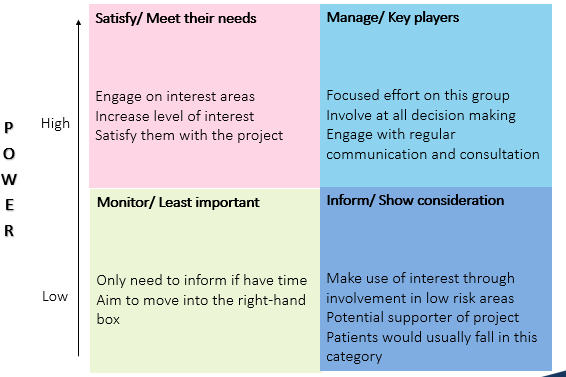 Satisfy/ Meet their needs
Engage on interest areas
Increase level of interest
Satisfy them with the project
Manage/ Key players
Focused effort on this group
Involve at all decision making
Engage with regular
communication and consultation
P
O
W
E
R
High
Low
Monitor/ Least important
Only need to inform if have time
Aim to move into the right-hand
box
Inform/ Show consideration
Make use of interest through
involvement in low risk areas
Potential supporter of project
Patients would usually fall in this
category